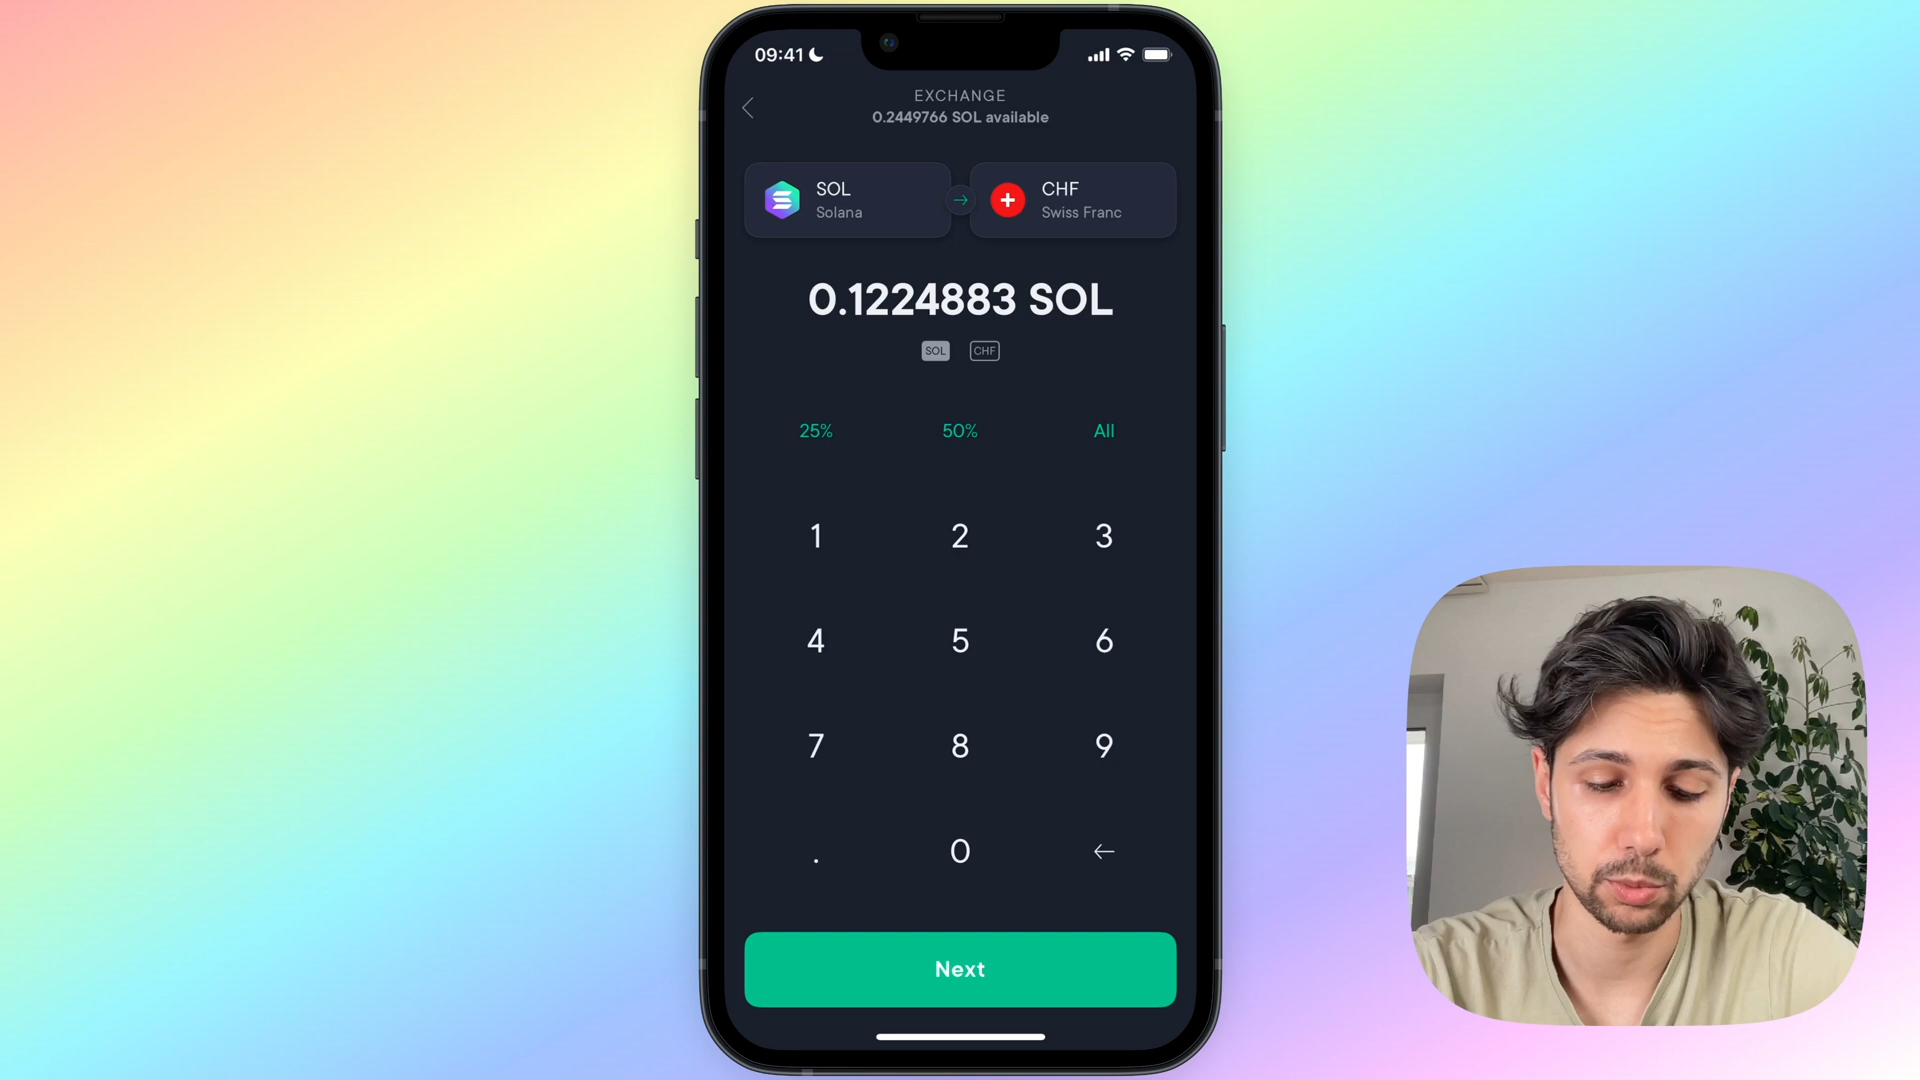 09:41
EXCHANGE
0.2449766 SOL available
SOL
Solana
CHF
Swiss Franc
0.1224883 SOL
SOL CHF
25% 50% All
1 2 3
4 5 6
7 8 9
. 0
Next